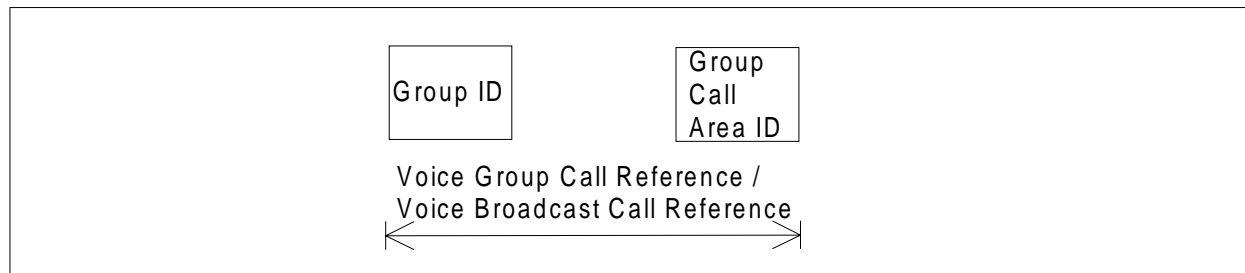 Group ID
Group
Call
Area ID
Voice Group Call Reference /
Voice Broadcast Call Reference